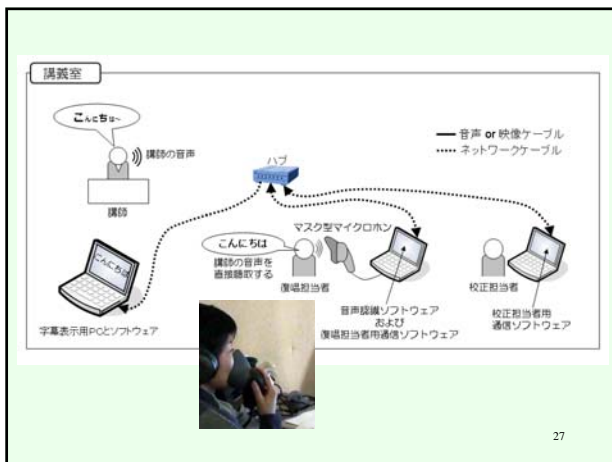 講義室
こんにちは~
講師の音声
講師
ハブ
音声 or 映像ケーブル
ネットワークケーブル
こんにちは
字幕表示用PCとソフトウェア
こんにちは
講師の音声を
直接聴取する
復唱担当者
マスク型マイクロホン
音声認識ソフトウェア
および
復唱担当者用通信ソフトウェア
校正担当者
校正担当者用
通信ソフトウェア
27